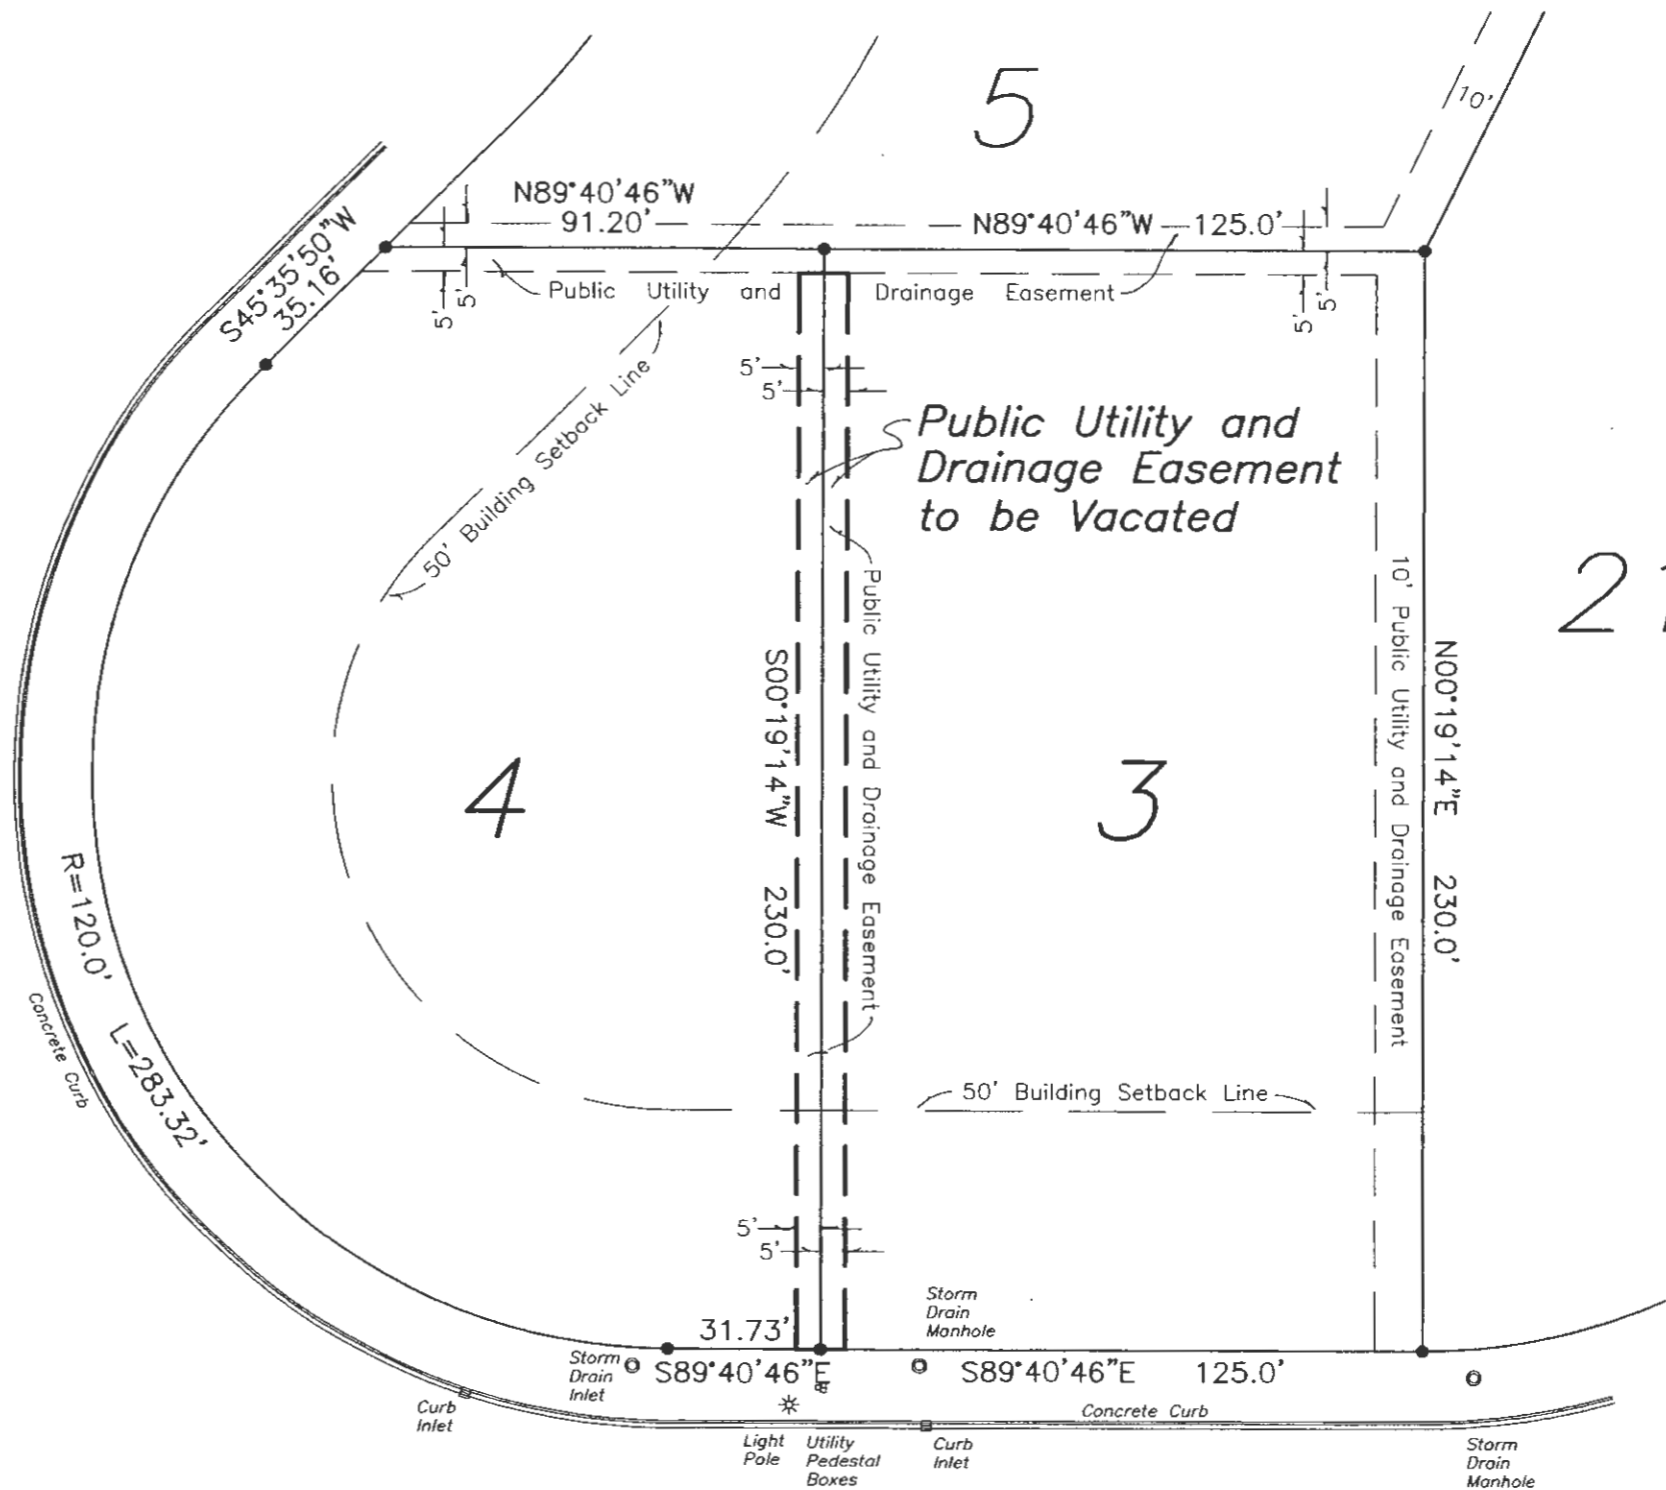 5
10'
N89°40'46"W
91.20'
N89°40'46"W 125.0'
S45°35'50"W
35.16'
Public Utility and Drainage Easement
5'
5'
5'
5'
5'
5'
50' Building Setback Line
Public Utility and
Drainage Easement
to be Vacated
Public Utility and Drainage Easement
S00°19'14"W 230.0'
10' Public Utility and Drainage Easement
N00°19'14"E 230.0'
4
3
R=120.0'
L=283.32'
Concrete Curb
50' Building Setback Line
5'
5'
31.73'
S89°40'46"E
Storm
Drain
Manhole
S89°40'46"E 125.0'
Storm
Drain
Inlet
Curb
Inlet
Concrete Curb
Light
Pole
Utility
Pedestal
Boxes
Curb
Inlet
Storm
Drain
Manhole